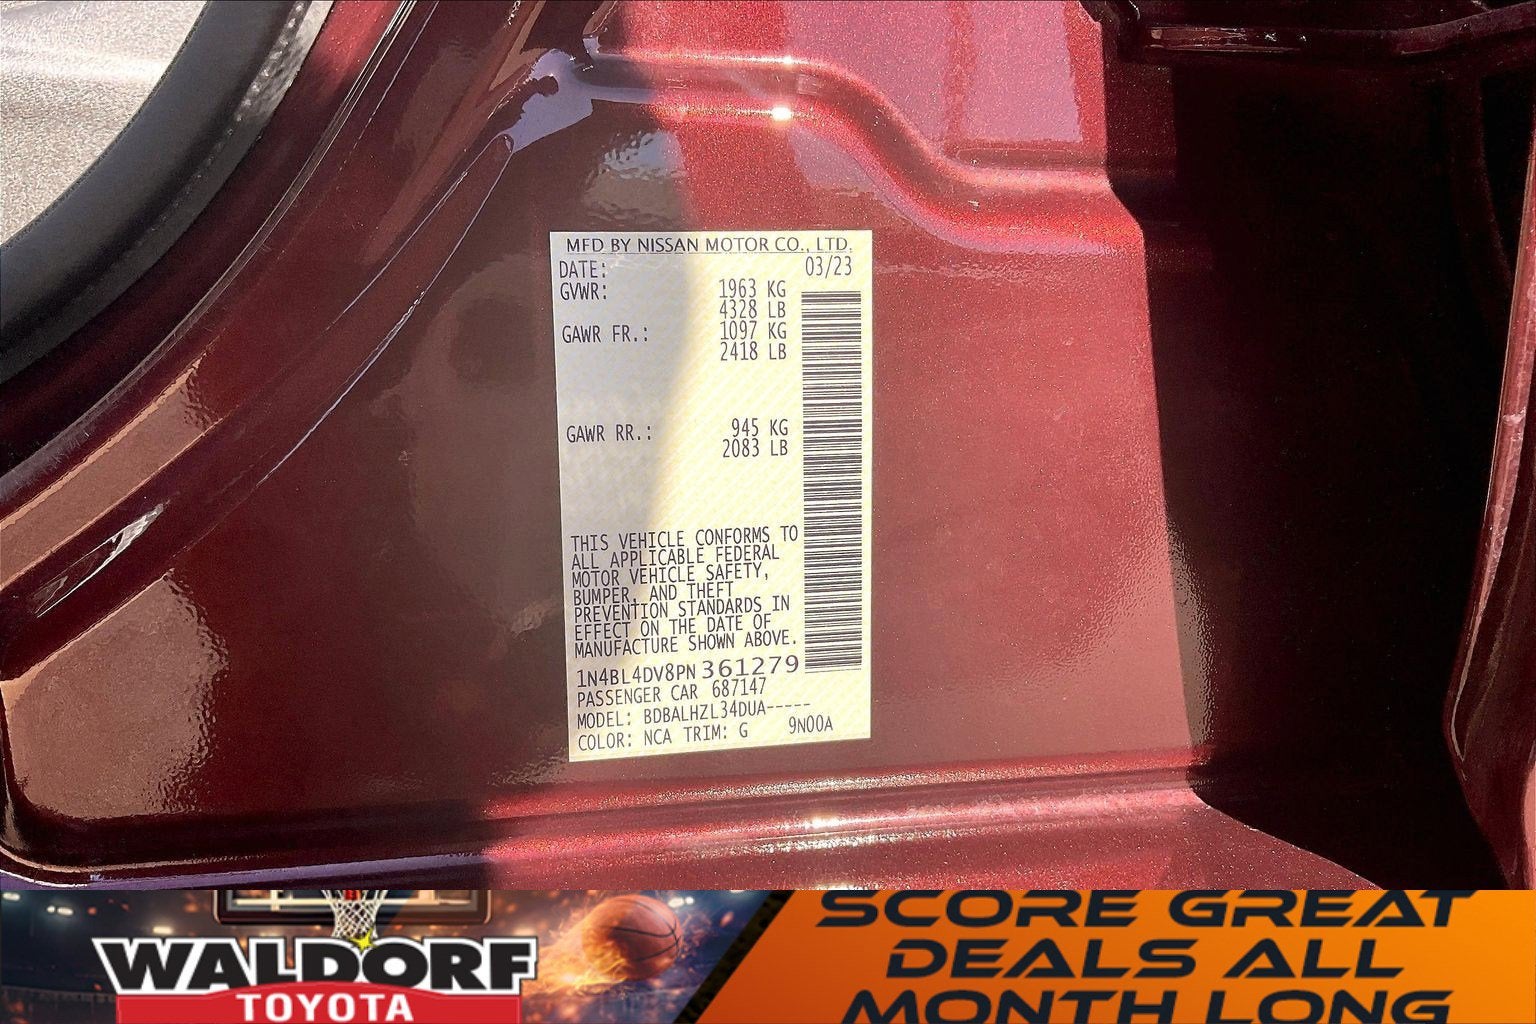 MFD BY NISSAN MOTOR CO., LTD.
DATE: 03/23
GVWR: 1963 KG
4328 LB
GAWR FR.: 1097 KG
2418 LB
GAWR RR.: 945 KG
2083 LB
THIS VEHICLE CONFORMS TO
ALL APPLICABLE FEDERAL
MOTOR VEHICLE SAFETY,
BUMPER, AND THEFT
PREVENTION STANDARDS IN
EFFECT ON THE DATE OF
MANUFACTURE SHOWN ABOVE.
1N4BL4DV8PN361279
PASSENGER CAR 687147
MODEL: BDBALHZL34DUA-----
COLOR: NCA TRIM: G 9N00A
WALDORF
TOYOTA
SCORE GREAT
DEALS ALL
MONTH LONG